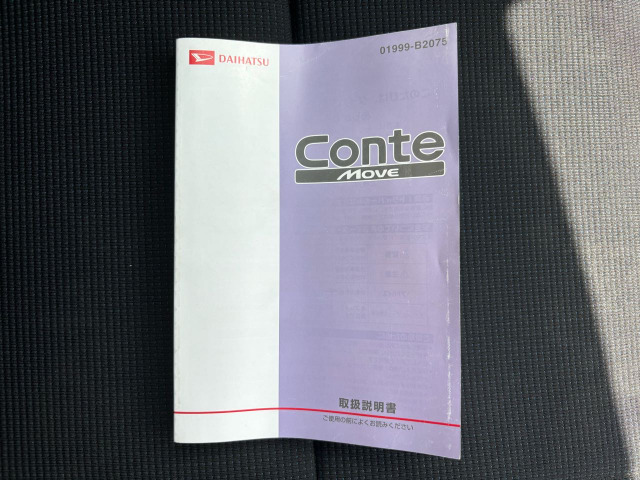 DAIHATSU
01999-B2075
Conte
MOVE
取扱説明書
ご使用の前によくお読みください